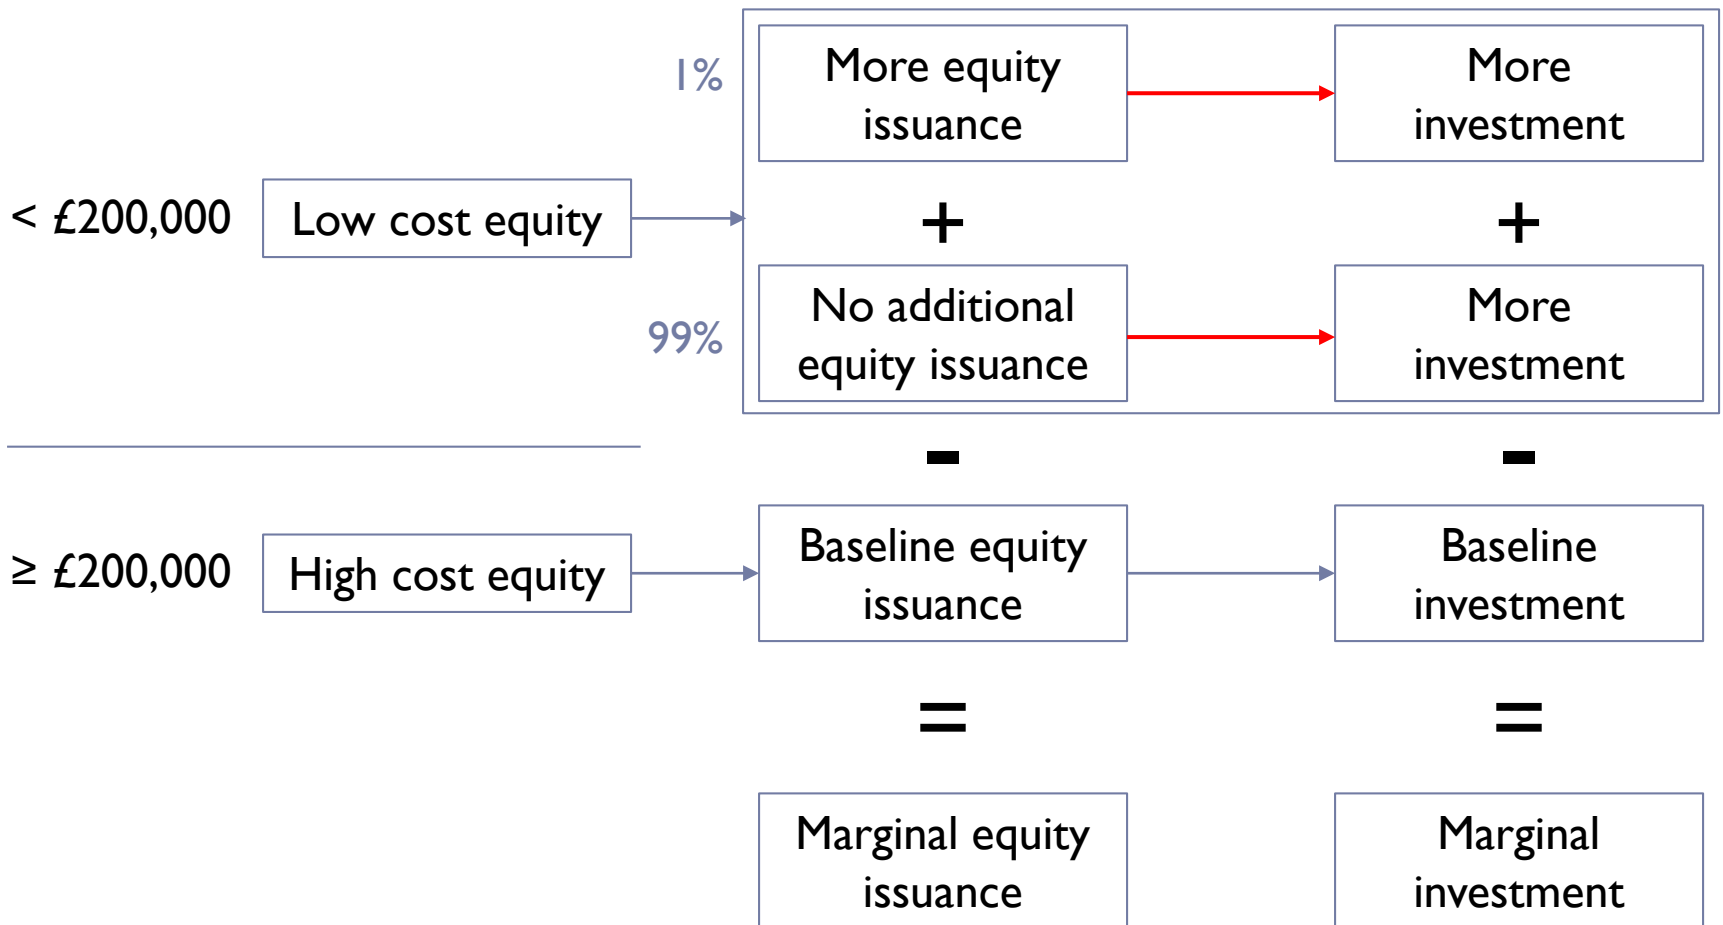 1%
More equity
issuance
More
investment
< £200,000
Low cost equity
+
+
99%
No additional
equity issuance
More
investment
-
-
≥ £200,000
High cost equity
Baseline equity
issuance
Baseline
investment
=
=
Marginal equity
issuance
Marginal
investment